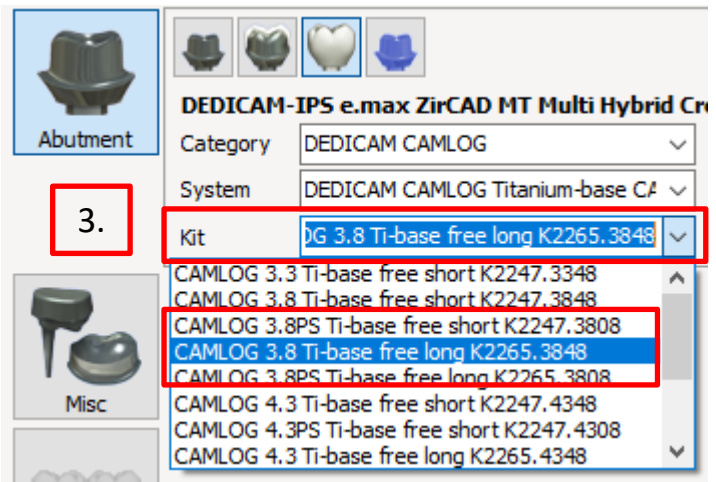 DEDICAM-IPS e.max ZirCAD MT Multi Hybrid Cr
Abutment
Category DEDICAM CAMLOG
System DEDICAM CAMLOG Titanium-base CA
3.
Kit OG 3.8 Ti-base free long K2265.3848
CAMLOG 3.3 Ti-base free short K2247.3348
CAMLOG 3.8 Ti-base free short K2247.3848
CAMLOG 3.8PS Ti-base free short K2247.3808
CAMLOG 3.8 Ti-base free long K2265.3848
CAMLOG 3.8PS Ti-base free long K2265.3808
Misc
CAMLOG 4.3 Ti-base free short K2247.4348
CAMLOG 4.3PS Ti-base free short K2247.4308
CAMLOG 4.3 Ti-base free long K2265.4348